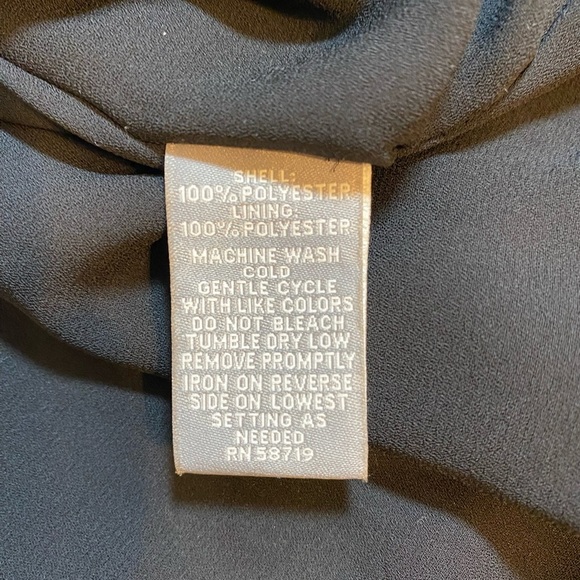 SHELL:
100% POLYESTER
LINING:
100% POLYESTER
MACHINE WASH
COLD
GENTLE CYCLE
WITH LIKE COLORS
DO NOT BLEACH
TUMBLE DRY LOW
REMOVE PROMPTLY
IRON ON REVERSE
SIDE ON LOWEST
SETTING AS
NEEDED
RN 58719